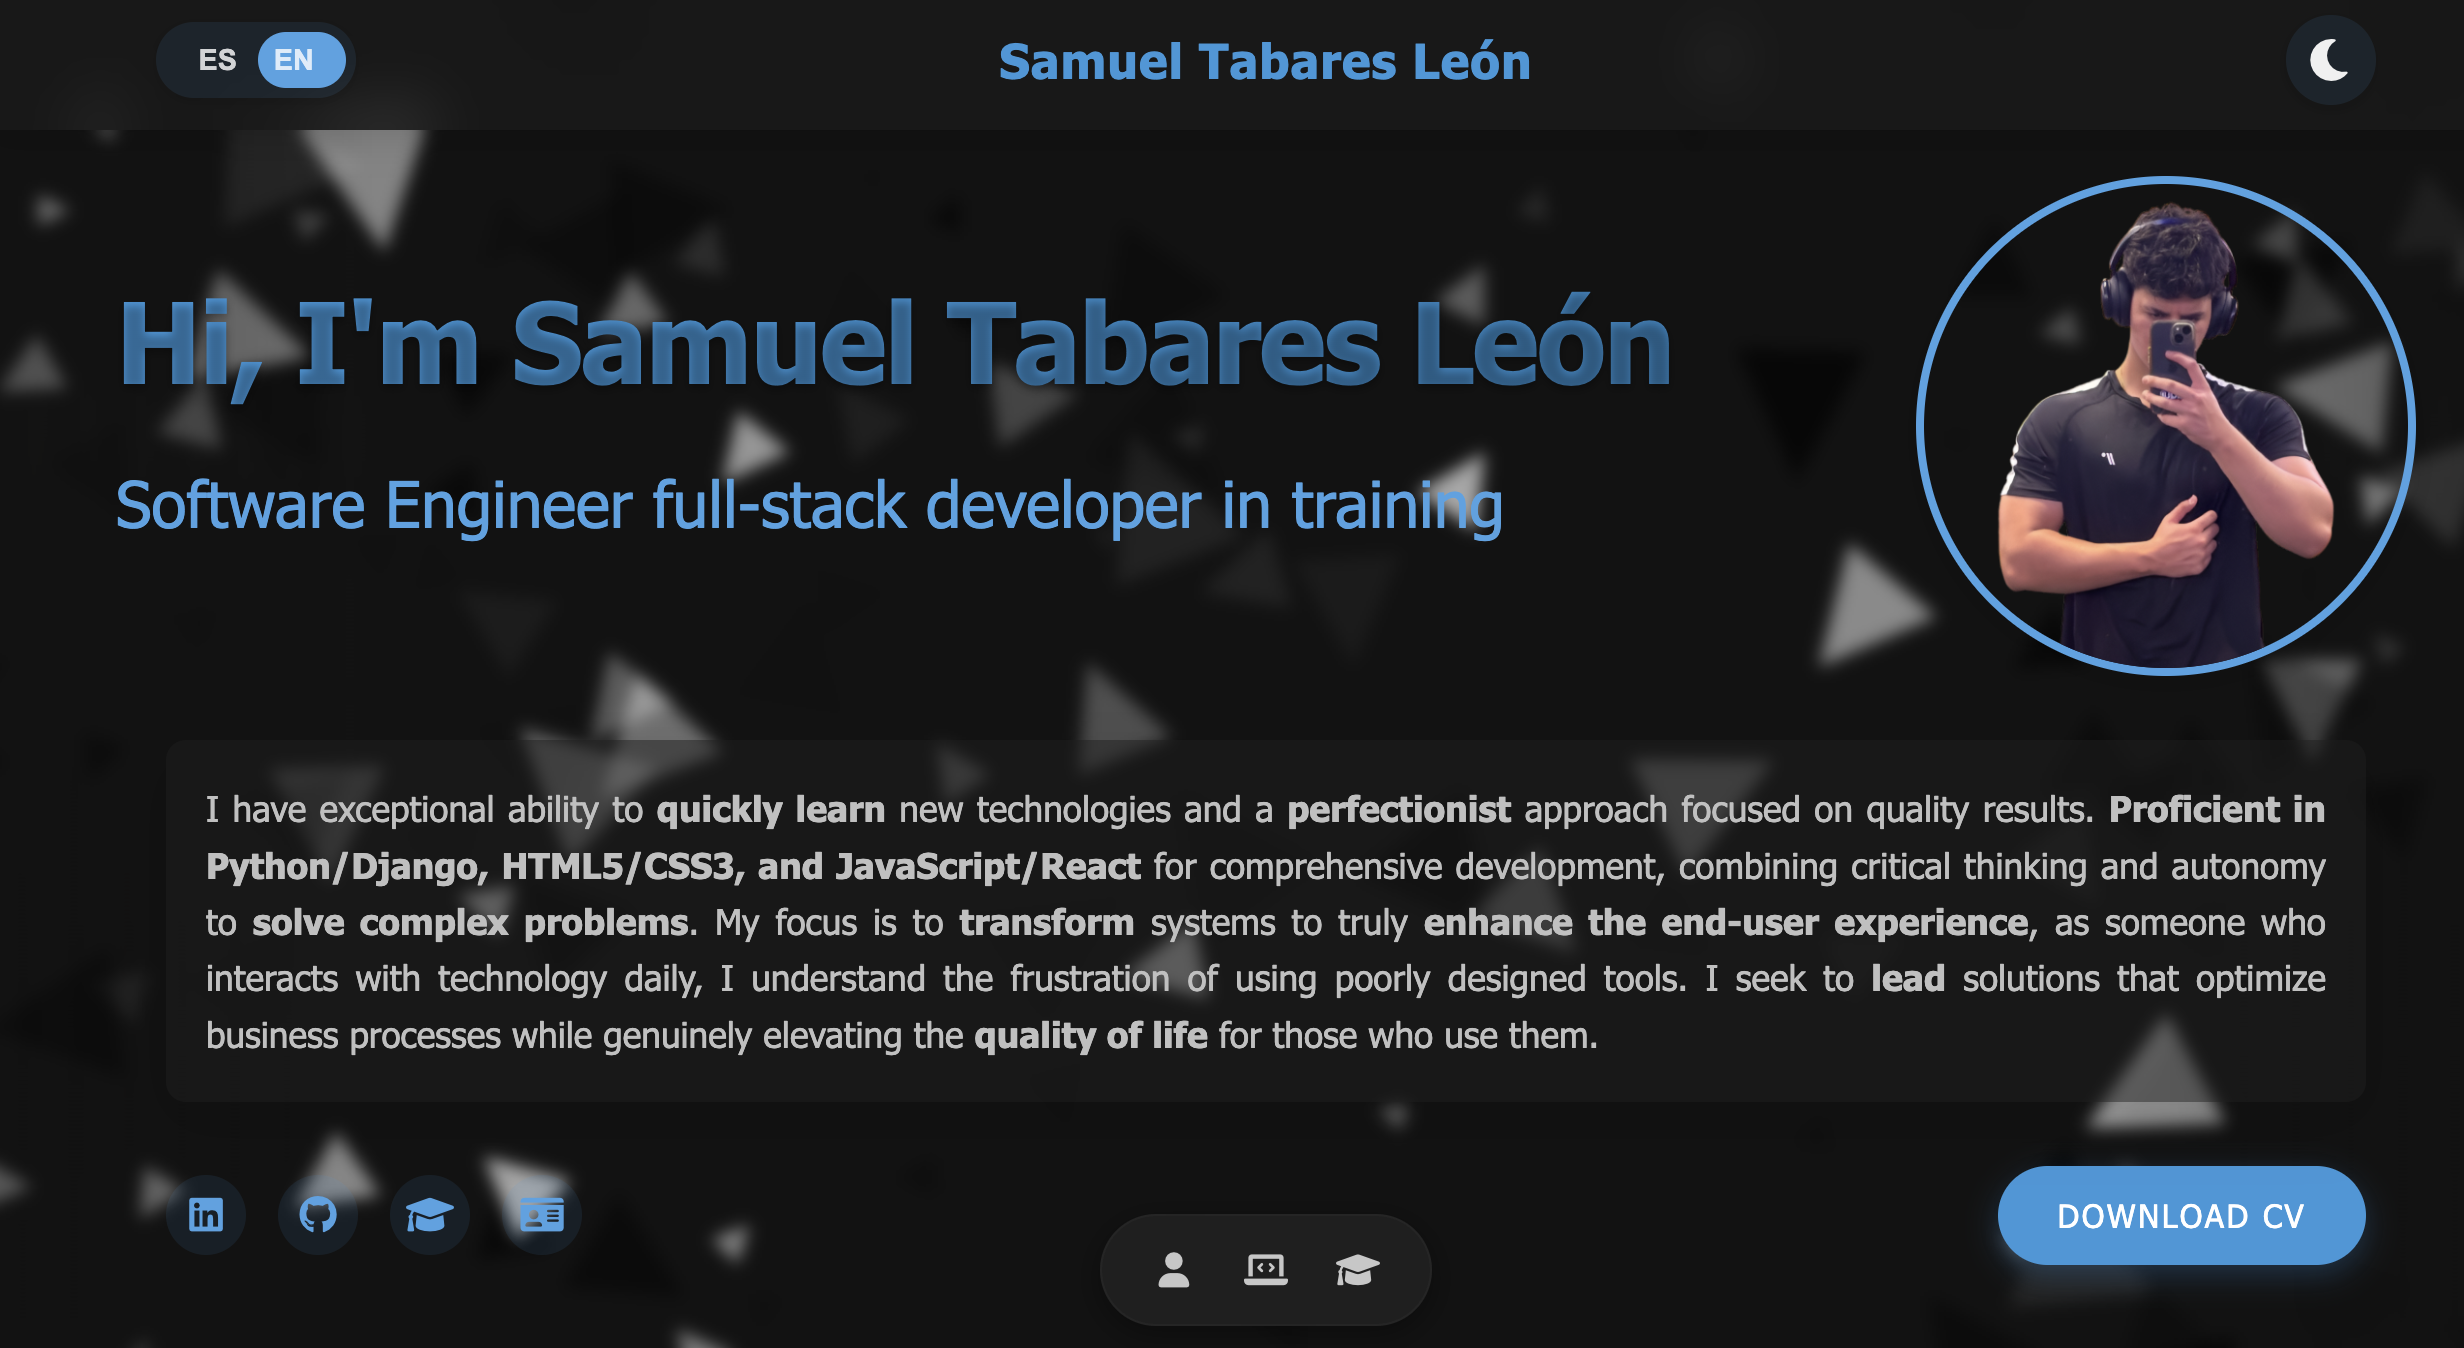 ES EN
Samuel Tabares León
Hi, I'm Samuel Tabares León
Software Engineer full-stack developer in training
I have exceptional ability to quickly learn new technologies and a perfectionist approach focused on quality results. Proficient in
Python/Django, HTML5/CSS3, and JavaScript/React for comprehensive development, combining critical thinking and autonomy
to solve complex problems. My focus is to transform systems to truly enhance the end-user experience, as someone who
interacts with technology daily, I understand the frustration of using poorly designed tools. I seek to lead solutions that optimize
business processes while genuinely elevating the quality of life for those who use them.
in
DOWNLOAD CV